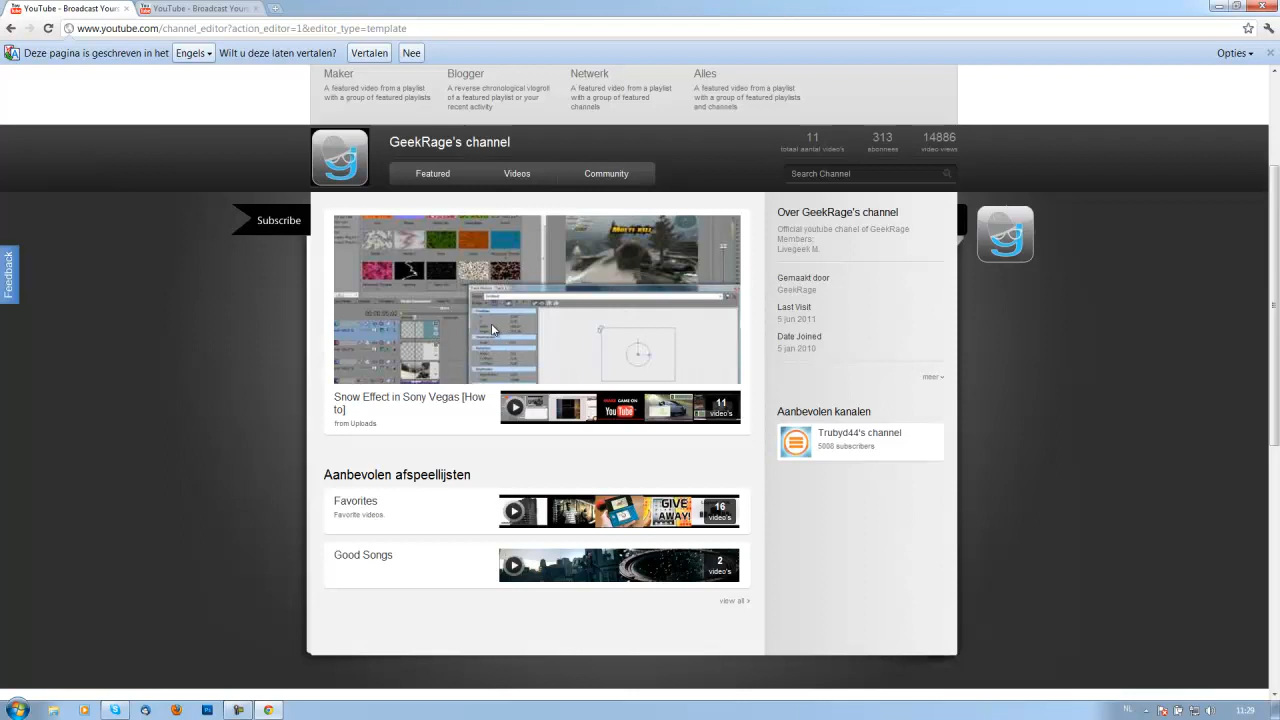 YouTube - Broadcast Yours
YouTube - Broadcast Yours
www.youtube.com/channel_editor?action_editor=1&editor_type=template
Deze pagina is geschreven in het Engels Wilt u deze laten vertalen? Vertalen Nee Opties
Maker Blogger Netwerk Alles
A featured video from a playlist with a group of featured playlists
A reverse chronological vlogroll of a featured playlist or your recent activity
A featured video from a playlist with a group of featured channels
A featured video from a playlist with a group of featured playlists and channels
GeekRage's channel
11 313 14886
totaal aantal video's abonnees video views
Featured Videos Community
Search Channel
Subscribe
Feedback
Over GeekRage's channel
Official youtube chanel of GeekRage
Members;
Livegeek M.
Gemaakt door
GeekRage
Last Visit
5 jun 2011
Date Joined
5 jan 2010
meer
Snow Effect in Sony Vegas [How
to]
from Uploads
YouTube
11
video's
Aanbevolen kanalen
Trubyd44's channel
5888 subscribers
Aanbevolen afspeellijsten
Favorites
Favorite videos.
GIVE
AWAY!
16
video's
Good Songs
2
video's
view all
NL
11:29